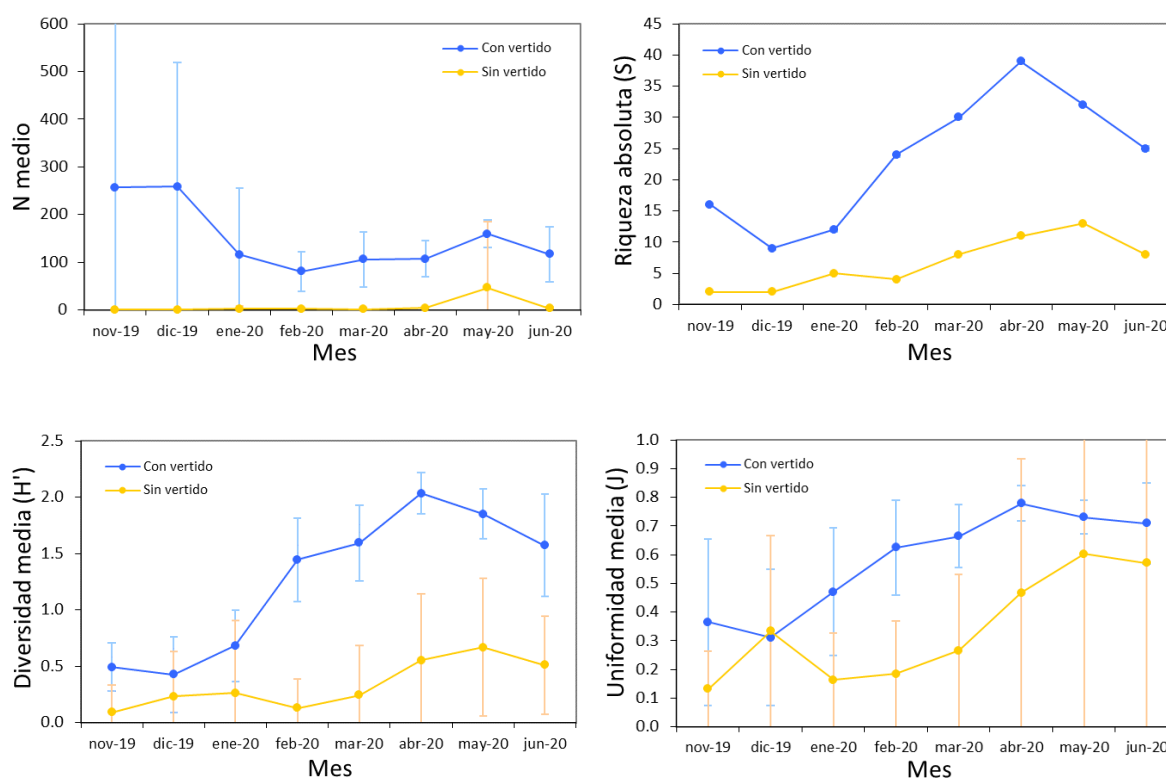 N medio
600
500
400
300
200
100
0
Con vertido
Sin vertido
nov-19 dic-19 ene-20 feb-20 mar-20 abr-20 may-20 jun-20
Mes
Riqueza absoluta (S)
45
40
35
30
25
20
15
10
5
0
Con vertido
Sin vertido
nov-19 dic-19 ene-20 feb-20 mar-20 abr-20 may-20 jun-20
Mes
Diversidad media (H')
2.5
2.0
1.5
1.0
0.5
0.0
Con vertido
Sin vertido
nov-19 dic-19 ene-20 feb-20 mar-20 abr-20 may-20 jun-20
Mes
Uniformidad media (J)
1.0
0.9
0.8
0.7
0.6
0.5
0.4
0.3
0.2
0.1
0.0
Con vertido
Sin vertido
nov-19 dic-19 ene-20 feb-20 mar-20 abr-20 may-20 jun-20
Mes